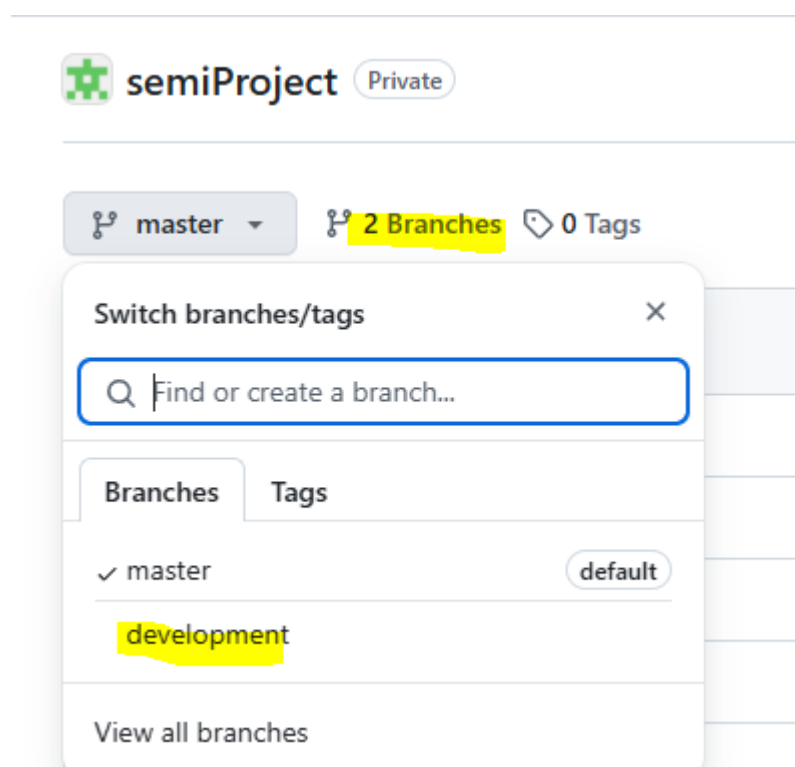 semiProject Private
master 2 Branches 0 Tags
Switch branches/tags
Find or create a branch...
Branches Tags
master default
development
View all branches